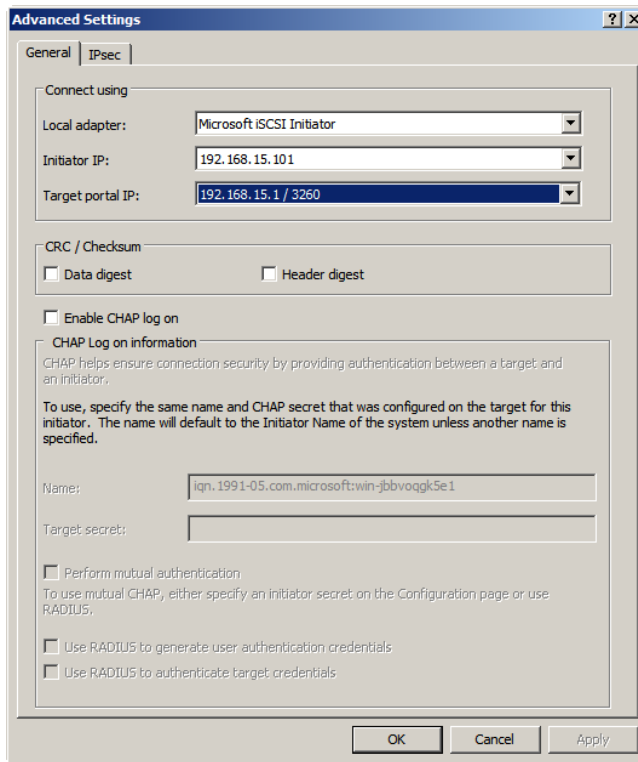 Advanced Settings
General
IPsec
Connect using
Local adapter:
Microsoft iSCSI Initiator
Initiator IP:
192.168.15.101
Target portal IP:
192.168.15.1 / 3260
CRC / Checksum
Data digest
Header digest
Enable CHAP log on
CHAP Log on information
CHAP helps ensure connection security by providing authentication between a target and
an initiator.
To use, specify the same name and CHAP secret that was configured on the target for this
initiator. The name will default to the Initiator Name of the system unless another name is
specified.
Name:
iqn.1991-05.com.microsoft:win-jbbvoqgk5e1
Target secret:
Perform mutual authentication
To use mutual CHAP, either specify an initiator secret on the Configuration page or use
RADIUS.
Use RADIUS to generate user authentication credentials
Use RADIUS to authenticate target credentials
OK
Cancel
Apply